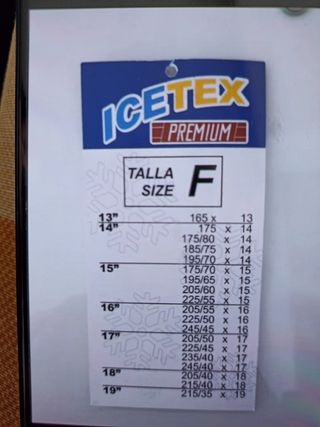 ICETEX
PREMIUM
TALLA
SIZE F
13" 165 x 13
14" 175 x 14
175/80 x 14
185/75 x 14
195/70 x 14
15" 175/70 x 15
195/65 x 15
205/60 x 15
225/55 x 15
16" 205/55 x 16
225/50 x 16
245/45 x 16
17" 205/50 x 17
225/45 x 17
235/40 x 17
245/40 x 17
18" 205/40 x 18
215/40 x 18
19" 215/35 x 19